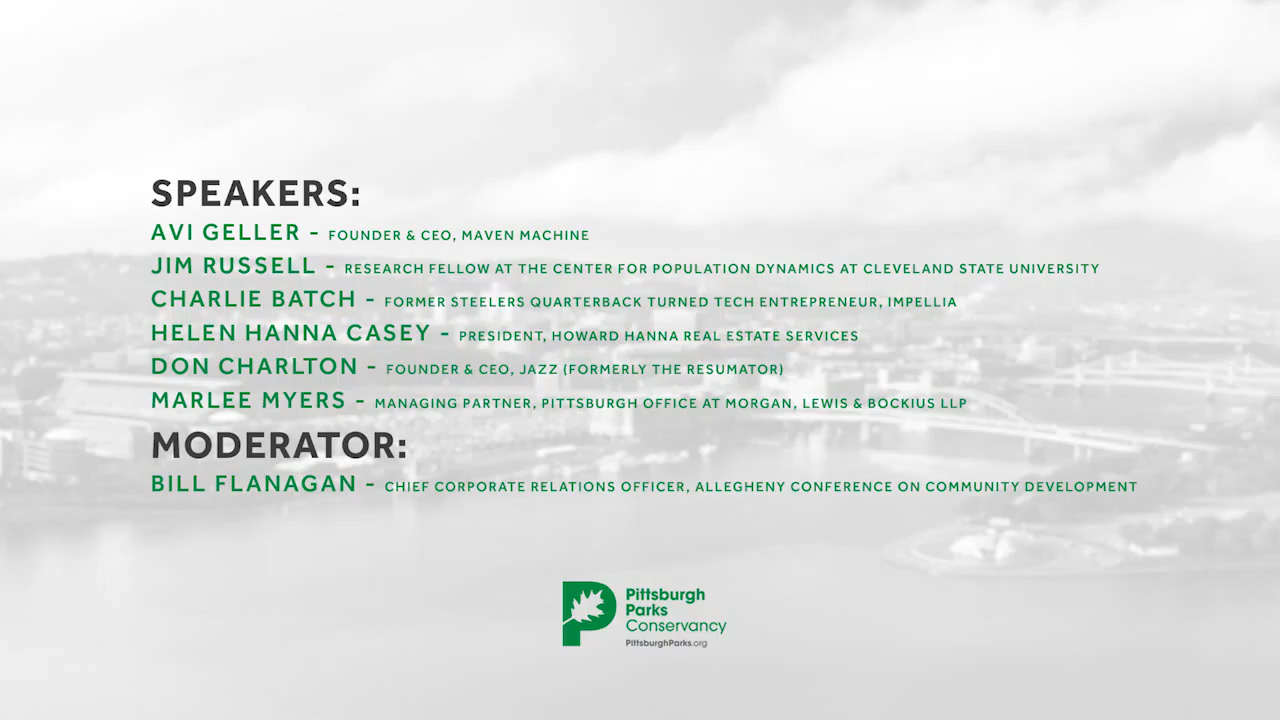 SPEAKERS:
AVI GELLER - FOUNDER & CEO, MAVEN MACHINE
JIM RUSSELL - RESEARCH FELLOW AT THE CENTER FOR POPULATION DYNAMICS AT CLEVELAND STATE UNIVERSITY
CHARLIE BATCH - FORMER STEELERS QUARTERBACK TURNED TECH ENTREPRENEUR, IMPELLIA
HELEN HANNA CASEY - PRESIDENT, HOWARD HANNA REAL ESTATE SERVICES
DON CHARLTON - FOUNDER & CEO, JAZZ (FORMERLY THE RESUMATOR)
MARLEE MYERS - MANAGING PARTNER, PITTSBURGH OFFICE AT MORGAN, LEWIS & BOCKIUS LLP
MODERATOR:
BILL FLANAGAN - CHIEF CORPORATE RELATIONS OFFICER, ALLEGHENY CONFERENCE ON COMMUNITY DEVELOPMENT
Pittsburgh
Parks
Conservancy
PittsburghParks.org